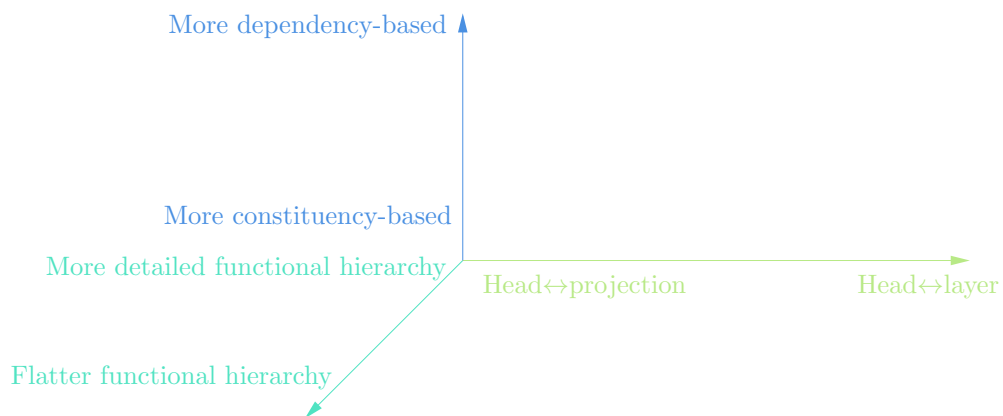 More dependency-based
More constituency-based
More detailed functional hierarchy
Head↔projection
Head↔layer
Flatter functional hierarchy